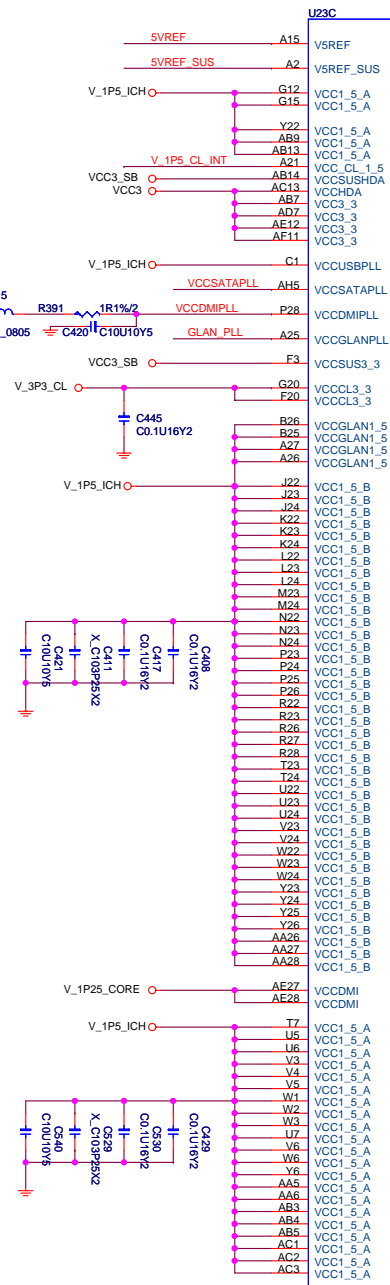 U23C
5VREF A15 V5REF
5VREF_SUS A2 V5REF_SUS
V_1P5_ICH G12 VCC1_5_A
G15 VCC1_5_A
Y22 VCC1_5_A
AB9 VCC1_5_A
AB13 VCC1_5_A
V_1P5_CL_INT A21 VCC_CL_1_5
VCC3_SB AB14 VCCSUSHDA
VCC3 AC13 VCCHDA
AB7 VCC3_3
AD7 VCC3_3
AE12 VCC3_3
AF11 VCC3_3
V_1P5_ICH C1 VCCUSBPLL
VCCSATAPLL AH5 VCCSATAPLL
5
R391 1R1%/2 VCCDMIPLL P28 VCCDMIPLL
_0805 C420 C10U10Y5 GLAN_PLL A25 VCCGLANPLL
VCC3_SB F3 VCCSUS3_3
V_3P3_CL G20 VCCCL3_3
F20 VCCCL3_3
C445
C0.1U16Y2
B26 VCCGLAN1_5
B25 VCCGLAN1_5
A27 VCCGLAN1_5
A26 VCCGLAN1_5
V_1P5_ICH J22 VCC1_5_B
J23 VCC1_5_B
J24 VCC1_5_B
K22 VCC1_5_B
K23 VCC1_5_B
K24 VCC1_5_B
L22 VCC1_5_B
L23 VCC1_5_B
L24 VCC1_5_B
M23 VCC1_5_B
M24 VCC1_5_B
N22 VCC1_5_B
N23 VCC1_5_B
N24 VCC1_5_B
P23 VCC1_5_B
P24 VCC1_5_B
P25 VCC1_5_B
P26 VCC1_5_B
R22 VCC1_5_B
R23 VCC1_5_B
R26 VCC1_5_B
R27 VCC1_5_B
R28 VCC1_5_B
T23 VCC1_5_B
T24 VCC1_5_B
U22 VCC1_5_B
U23 VCC1_5_B
U24 VCC1_5_B
V23 VCC1_5_B
V24 VCC1_5_B
W22 VCC1_5_B
W23 VCC1_5_B
W24 VCC1_5_B
Y23 VCC1_5_B
Y24 VCC1_5_B
Y25 VCC1_5_B
Y26 VCC1_5_B
AA26 VCC1_5_B
AA27 VCC1_5_B
AA28 VCC1_5_B
C421
C10U10Y5
C411
X_C103P25X2
C417
C0.1U16Y2
C408
C0.1U16Y2
V_1P25_CORE AE27 VCCDMI
AE28 VCCDMI
V_1P5_ICH T7 VCC1_5_A
U5 VCC1_5_A
U6 VCC1_5_A
V3 VCC1_5_A
V4 VCC1_5_A
V5 VCC1_5_A
W1 VCC1_5_A
W2 VCC1_5_A
W3 VCC1_5_A
U7 VCC1_5_A
V6 VCC1_5_A
W6 VCC1_5_A
Y6 VCC1_5_A
AA5 VCC1_5_A
AA6 VCC1_5_A
AB3 VCC1_5_A
AB4 VCC1_5_A
AB5 VCC1_5_A
AC1 VCC1_5_A
AC2 VCC1_5_A
AC3 VCC1_5_A
C540
C10U10Y5
C529
X_C103P25X2
C530
C0.1U16Y2
C429
C0.1U16Y2